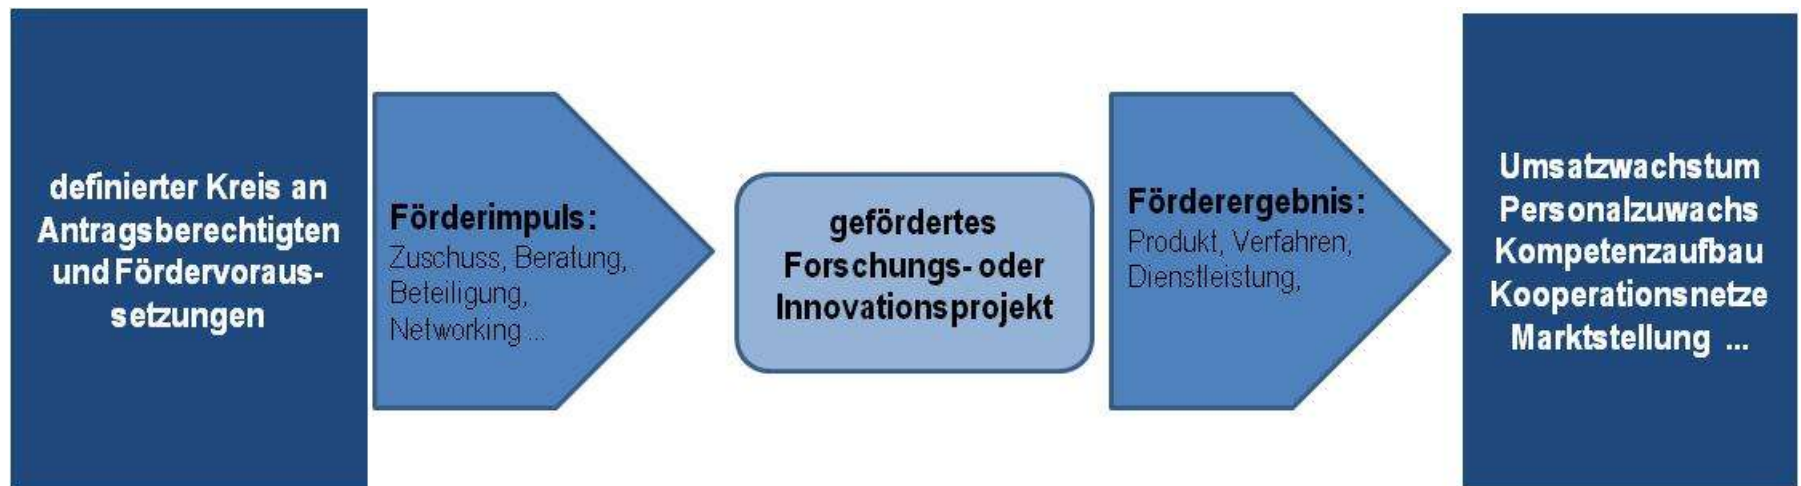 definierter Kreis an
Antragsberechtigten
und Fördervoraus-
setzungen
Förderimpuls:
Zuschuss, Beratung,
Beteiligung,
Networking ...
gefördertes
Forschungs- oder
Innovationsprojekt
Förderergebnis:
Produkt, Verfahren,
Dienstleistung,
Umsatzwachstum
Personalzuwachs
Kompetenzaufbau
Kooperationsnetze
Marktstellung ...